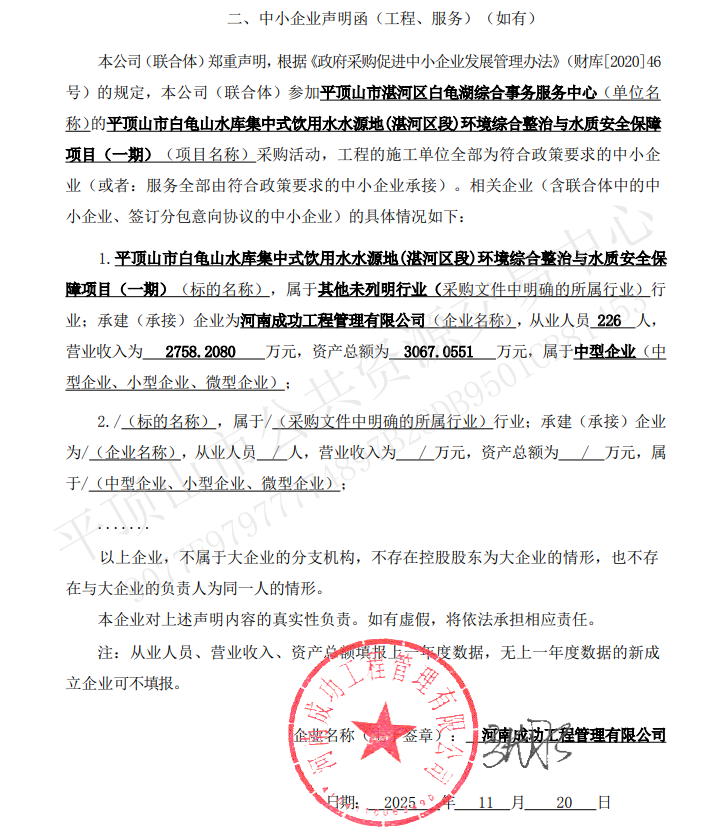 二、中小企业声明函（工程、服务）（如有）
本公司（联合体）郑重声明，根据《政府采购促进中小企业发展管理办法》（财库[2020]46
号）的规定，本公司（联合体）参加平顶山市湛河区白龟湖综合事务服务中心（单位名
称）的平顶山市白龟山水库集中式饮用水水源地(湛河区段)环境综合整治与水质安全保障
项目（一期）（项目名称）采购活动，工程的施工单位全部为符合政策要求的中小企
业（或者：服务全部由符合政策要求的中小企业承接）。相关企业（含联合体中的中
小企业、签订分包意向协议的中小企业）的具体情况如下：
1.平顶山市白龟山水库集中式饮用水水源地(湛河区段)环境综合整治与水质安全保
障项目（一期）（标的名称），属于其他未列明行业（采购文件中明确的所属行业）行
业；承建（承接）企业为河南成功工程管理有限公司（企业名称），从业人员 226 人，
营业收入为 2758.2080 万元，资产总额为 3067.0551 万元，属于中型企业（中
型企业、小型企业、微型企业）；
2./（标的名称），属于/（采购文件中明确的所属行业）行业；承建（承接）企业
为/（企业名称），从业人员 / 人，营业收入为 / 万元，资产总额为 / 万元，属
于/（中型企业、小型企业、微型企业）；
.......
以上企业，不属于大企业的分支机构，不存在控股股东为大企业的情形，也不存
在与大企业的负责人为同一人的情形。
本企业对上述声明内容的真实性负责。如有虚假，将依法承担相应责任。
注：从业人员、营业收入、资产总额填报上一年度数据，无上一年度数据的新成
立企业可不填报。
河南成功工程管理有限公司
企业名称（签章）：河南成功工程管理有限公司
日期： 2025 年 11 月 20 日
平顶山市公共资源交易中心